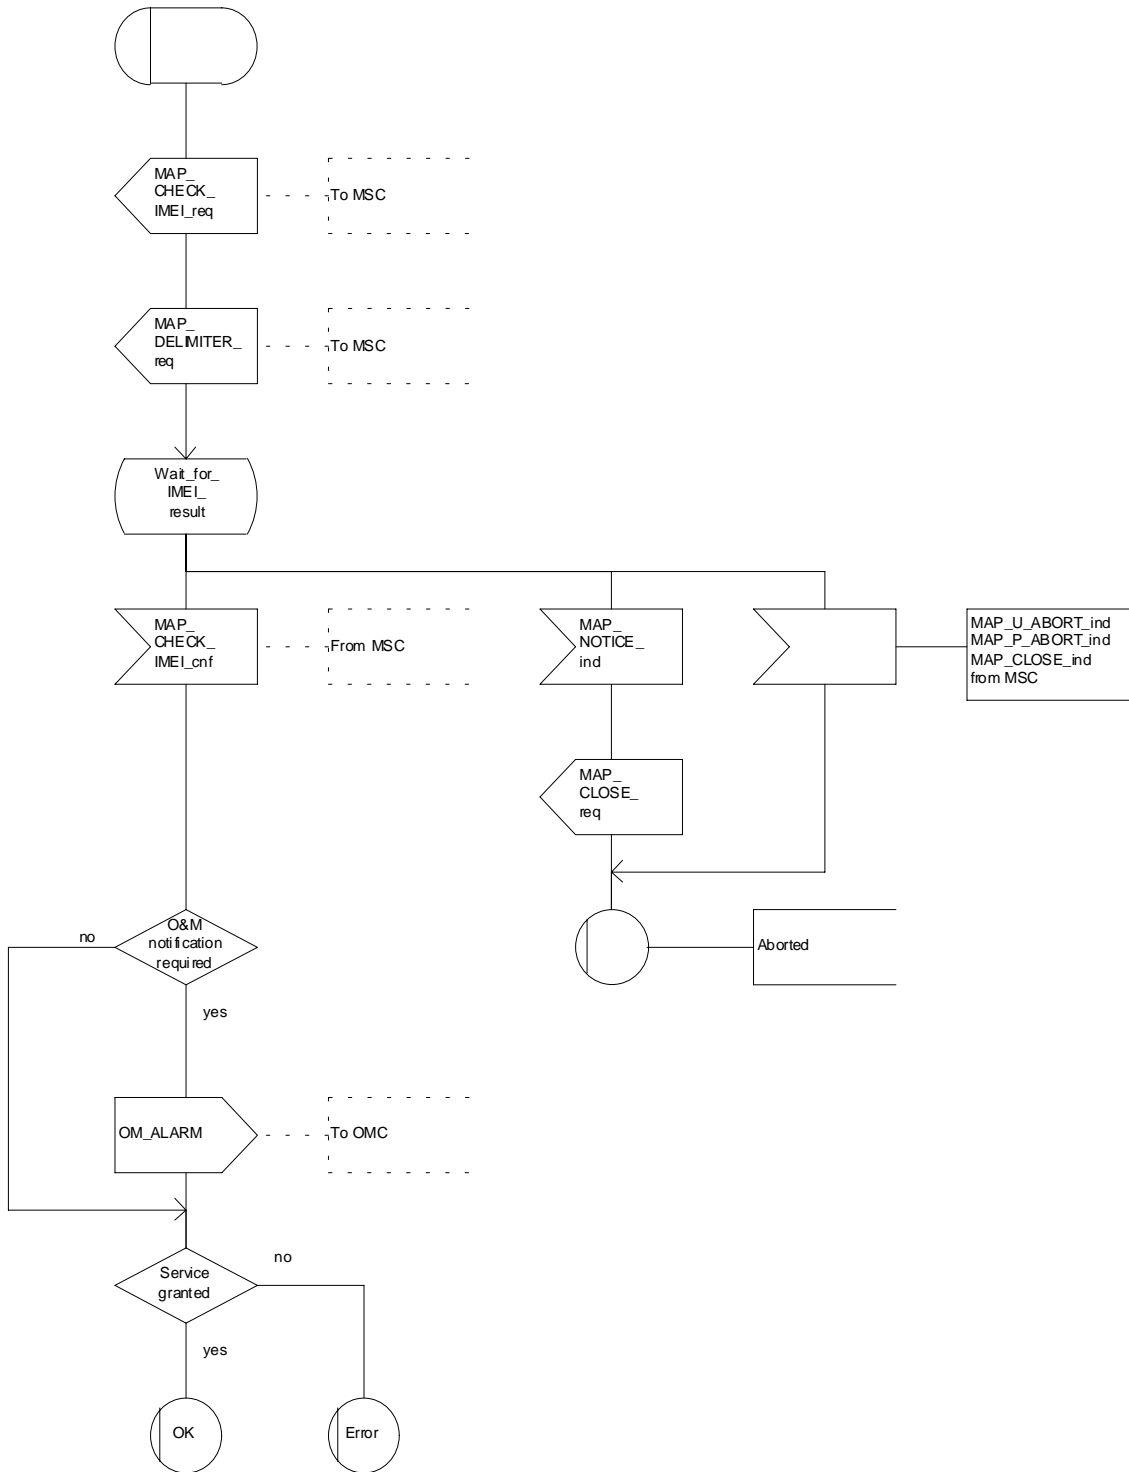 MAP_
CHECK_
IMEI_req
To MSC
MAP_
DELIMITER_
req
To MSC
Wait_for_
IMEI_
result
MAP_
CHECK_
IMEI_cnf
From MSC
MAP_
NOTICE_
ind
MAP_U_ABORT_ind
MAP_P_ABORT_ind
MAP_CLOSE_ind
from MSC
MAP_
CLOSE_
req
O&M
notification
required
no
yes
Aborted
OM_ALARM
To OMC
Service
granted
no
yes
OK
Error